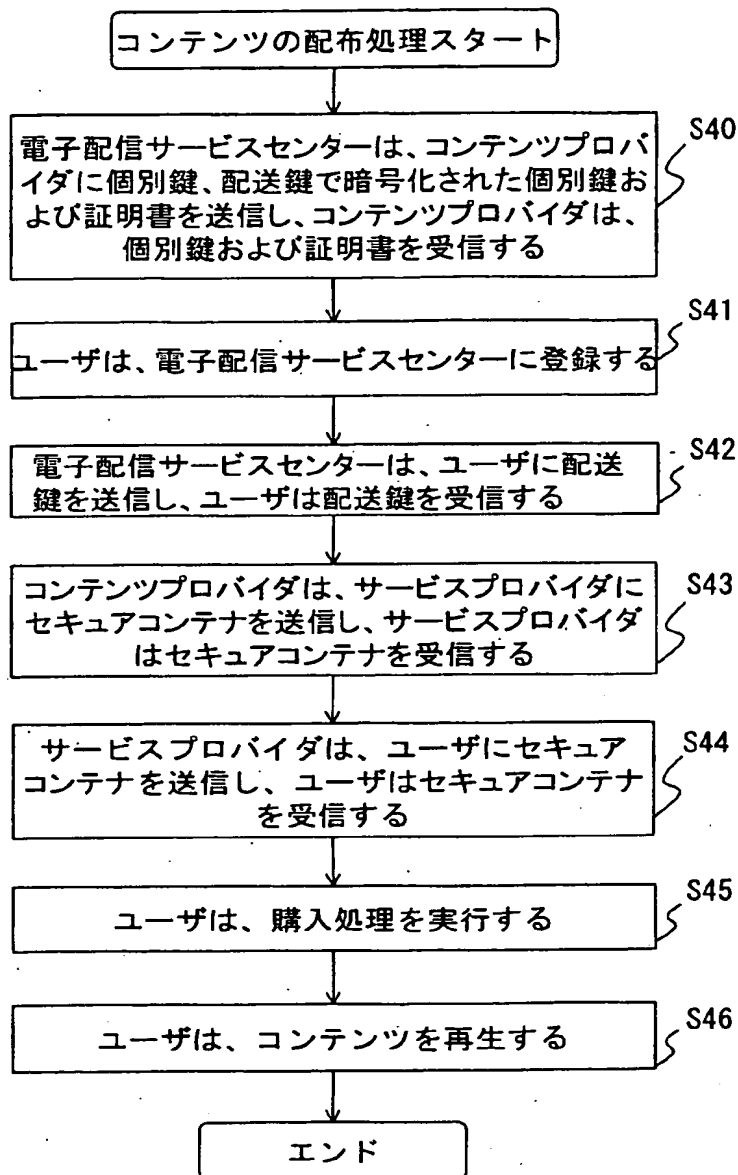 コンテンツの配布処理スタート
電子配信サービスセンターは、コンテンツプロバ
イダに個別鍵、配送鍵で暗号化された個別鍵お
よび証明書を送信し、コンテンツプロバイダは、
個別鍵および証明書を受信する
S40
ユーザは、電子配信サービスセンターに登録する
S41
電子配信サービスセンターは、ユーザに配送
鍵を送信し、ユーザは配送鍵を受信する
S42
コンテンツプロバイダは、サービスプロバイダに
セキュアコンテナを送信し、サービスプロバイダ
はセキュアコンテナを受信する
S43
サービスプロバイダは、ユーザにセキュア
コンテナを送信し、ユーザはセキュアコンテナ
を受信する
S44
ユーザは、購入処理を実行する
S45
ユーザは、コンテンツを再生する
S46
エンド